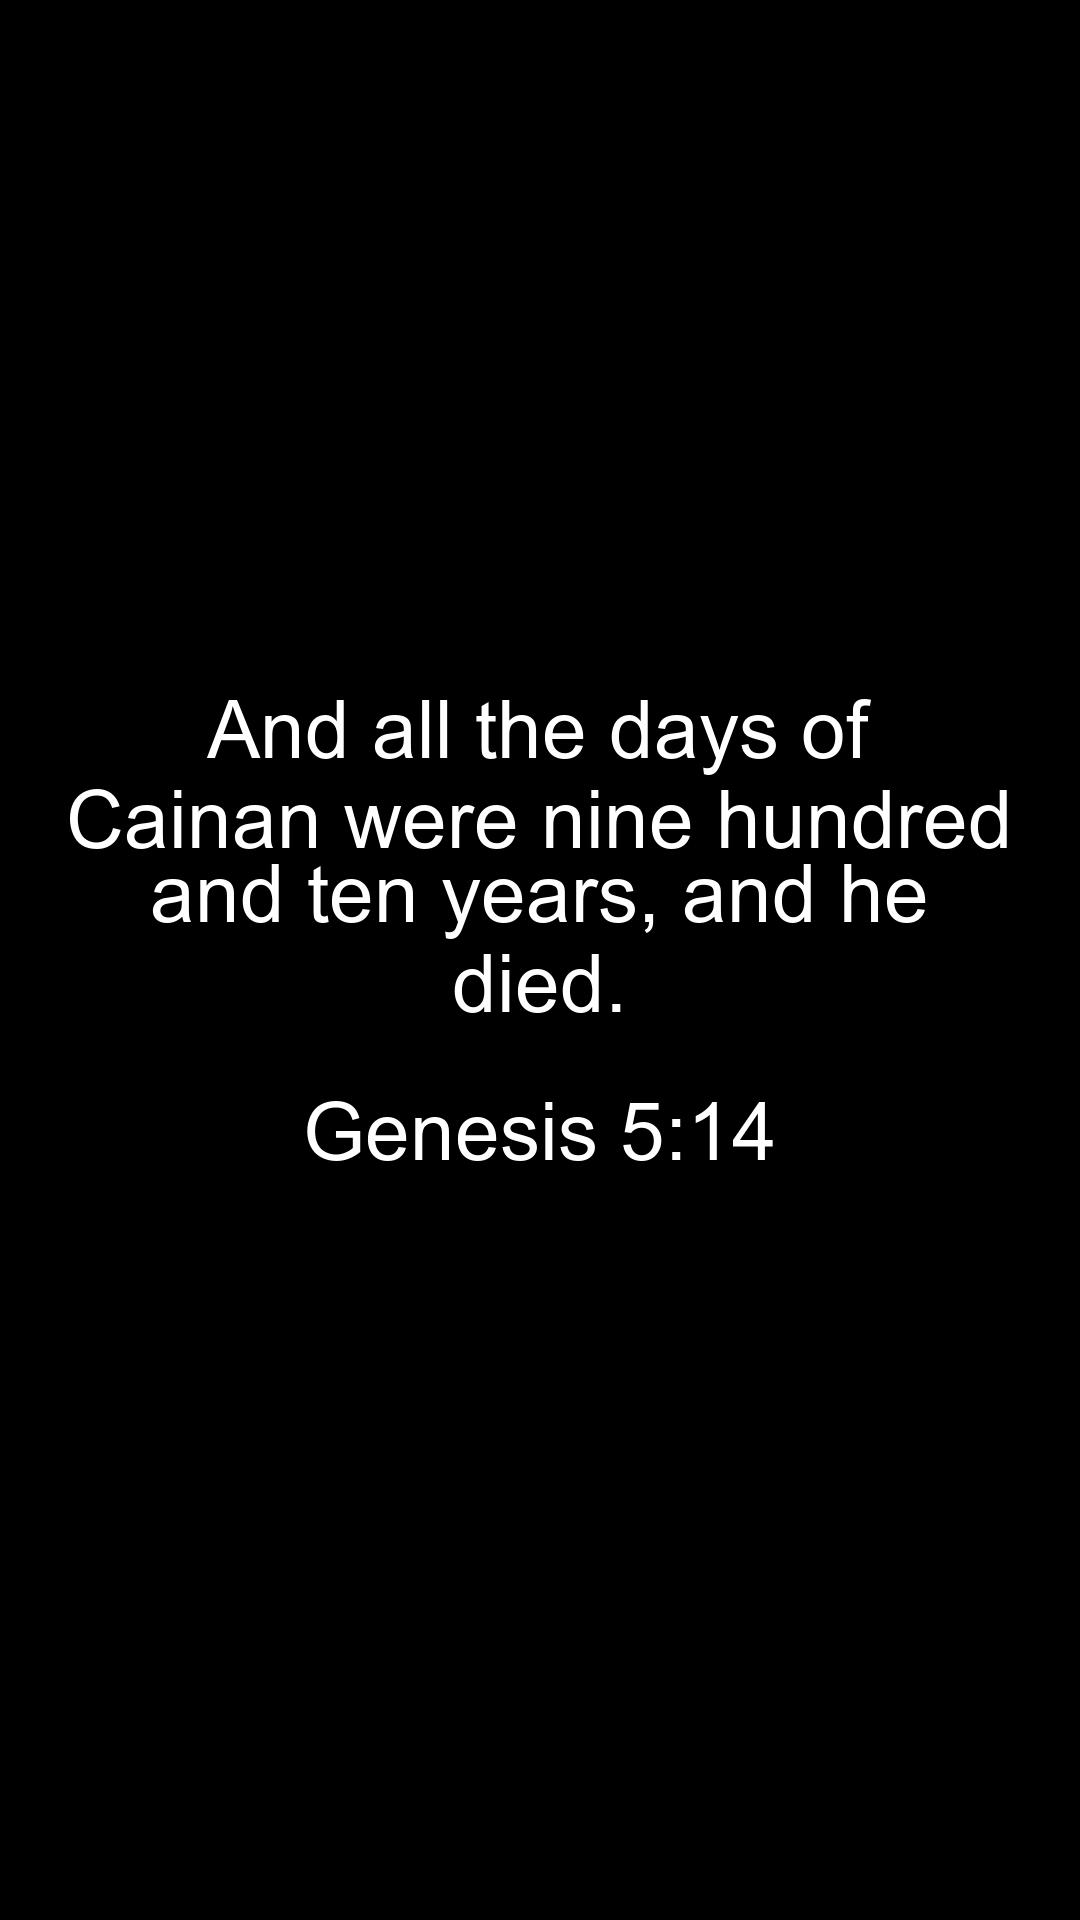 And all the days of
Cainan were nine hundred
and ten years, and he
died.
Genesis 5:14